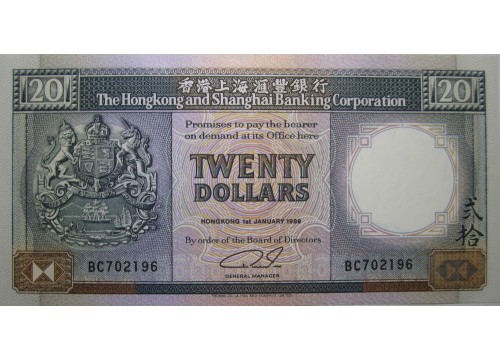 20 香港上海滙豐銀行 20
The Hongkong and Shanghai Banking Corporation
Promises to pay the bearer
on demand at its Office here
TWENTY
DOLLARS
HONGKONG 1st JANUARY 1986
By order of the Board of Directors
BC702196
BC702196
GENERAL MANAGER
弍拾